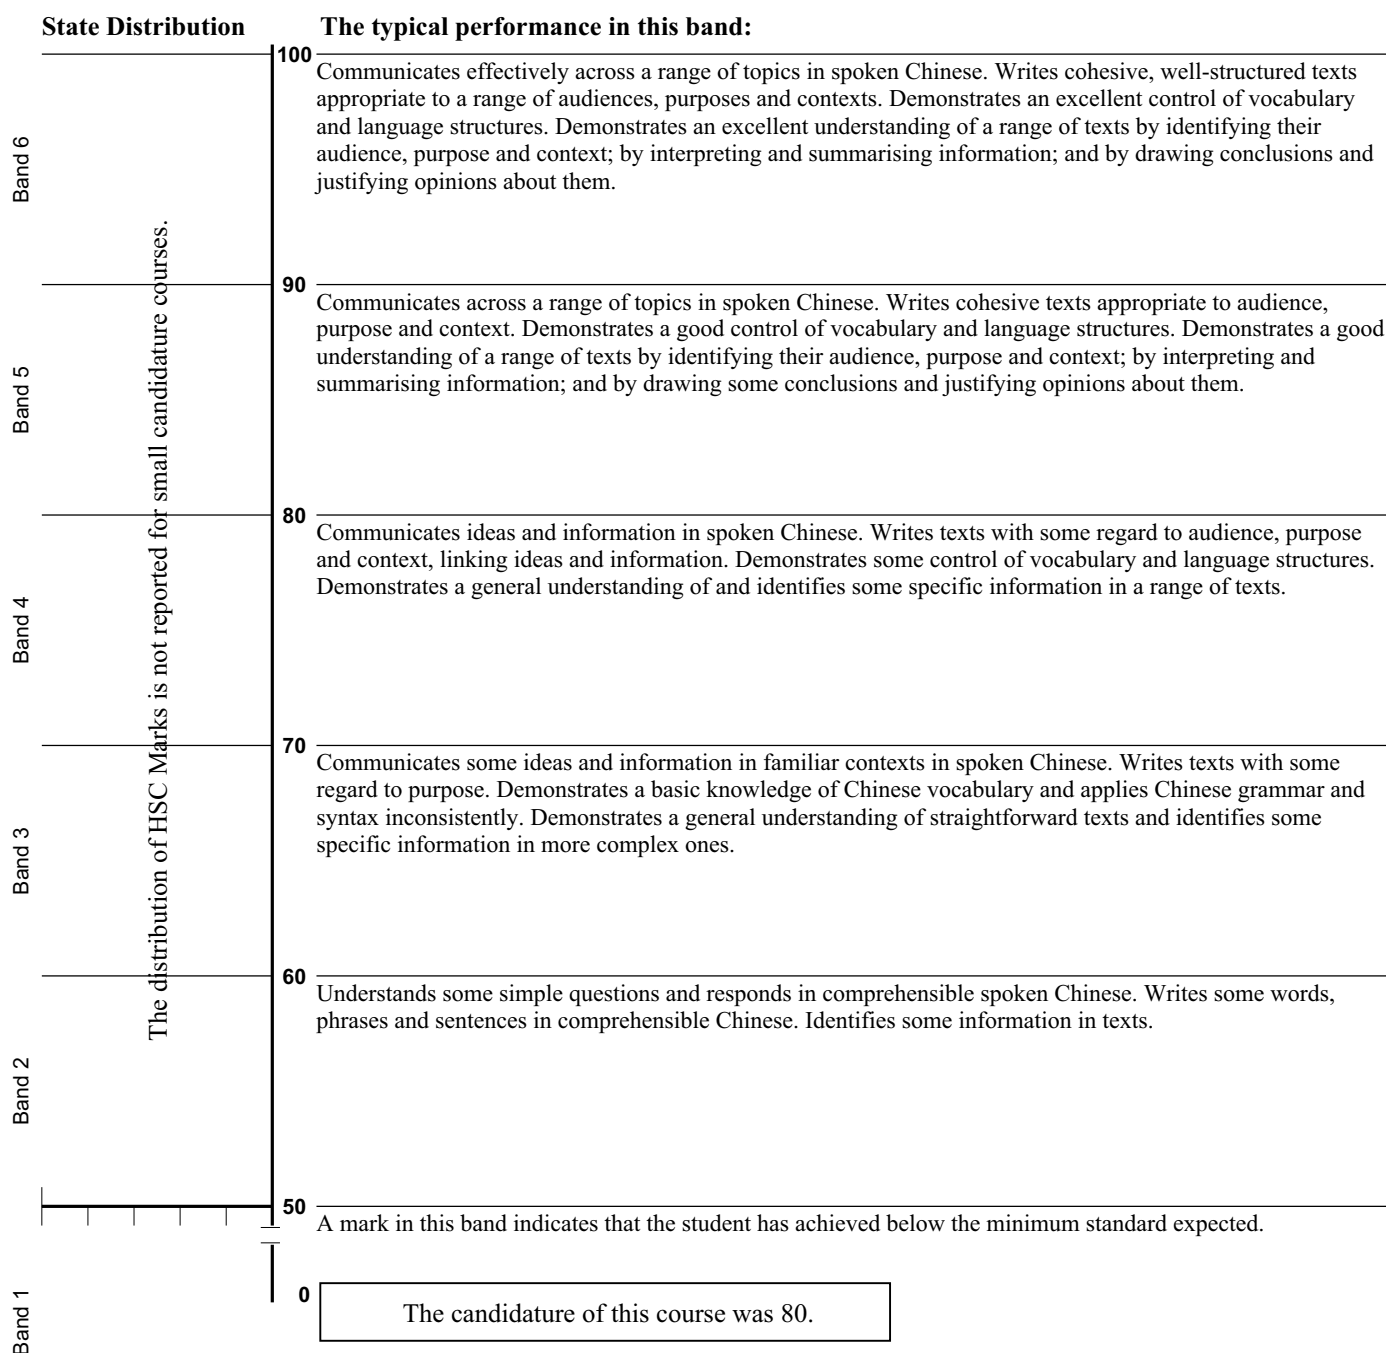 State Distribution
The typical performance in this band:
100
Communicates effectively across a range of topics in spoken Chinese. Writes cohesive, well-structured texts
appropriate to a range of audiences, purposes and contexts. Demonstrates an excellent control of vocabulary
and language structures. Demonstrates an excellent understanding of a range of texts by identifying their
audience, purpose and context; by interpreting and summarising information; and by drawing conclusions and
justifying opinions about them.
Band 6
90
Communicates across a range of topics in spoken Chinese. Writes cohesive texts appropriate to audience,
purpose and context. Demonstrates a good control of vocabulary and language structures. Demonstrates a good
understanding of a range of texts by identifying their audience, purpose and context; by interpreting and
summarising information; and by drawing some conclusions and justifying opinions about them.
Band 5
80
Communicates ideas and information in spoken Chinese. Writes texts with some regard to audience, purpose
and context, linking ideas and information. Demonstrates some control of vocabulary and language structures.
Demonstrates a general understanding of and identifies some specific information in a range of texts.
Band 4
The distribution of HSC Marks is not reported for small candidature courses.
70
Communicates some ideas and information in familiar contexts in spoken Chinese. Writes texts with some
regard to purpose. Demonstrates a basic knowledge of Chinese vocabulary and applies Chinese grammar and
syntax inconsistently. Demonstrates a general understanding of straightforward texts and identifies some
specific information in more complex ones.
Band 3
60
Understands some simple questions and responds in comprehensible spoken Chinese. Writes some words,
phrases and sentences in comprehensible Chinese. Identifies some information in texts.
Band 2
50
A mark in this band indicates that the student has achieved below the minimum standard expected.
0
The candidature of this course was 80.
Band 1